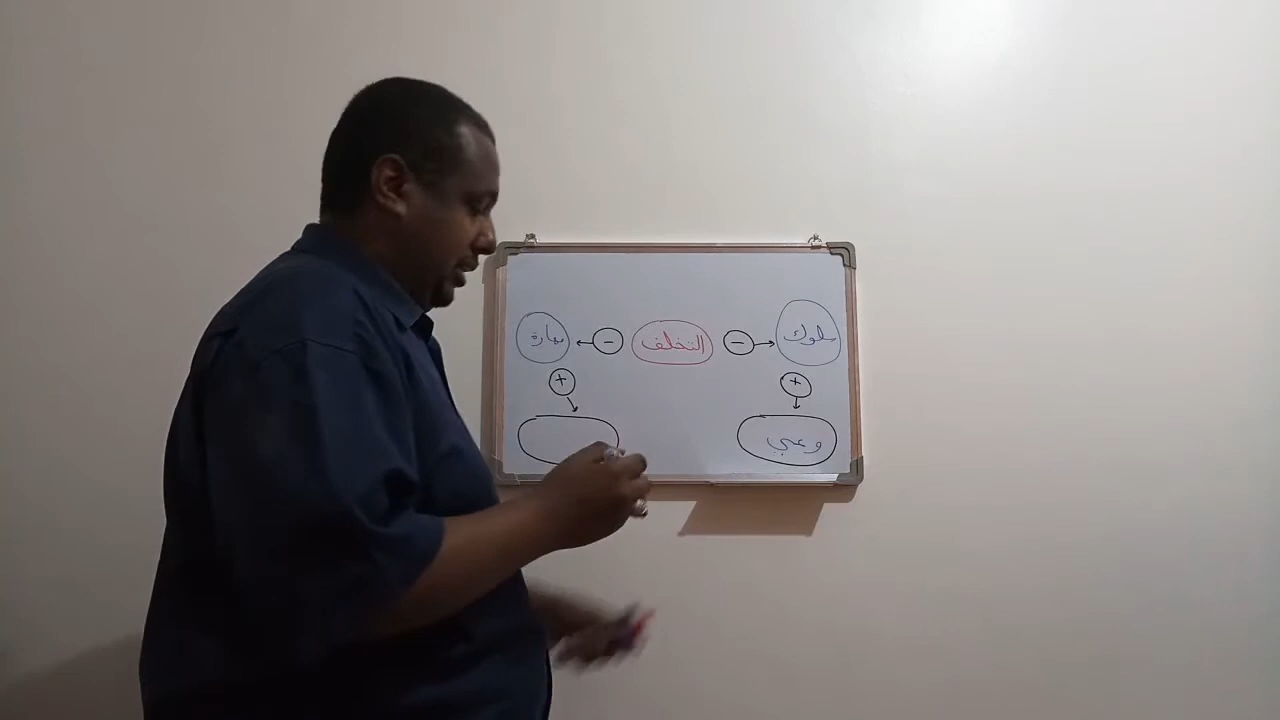 سلوك - التخلف - مهارة
+ +
وعي